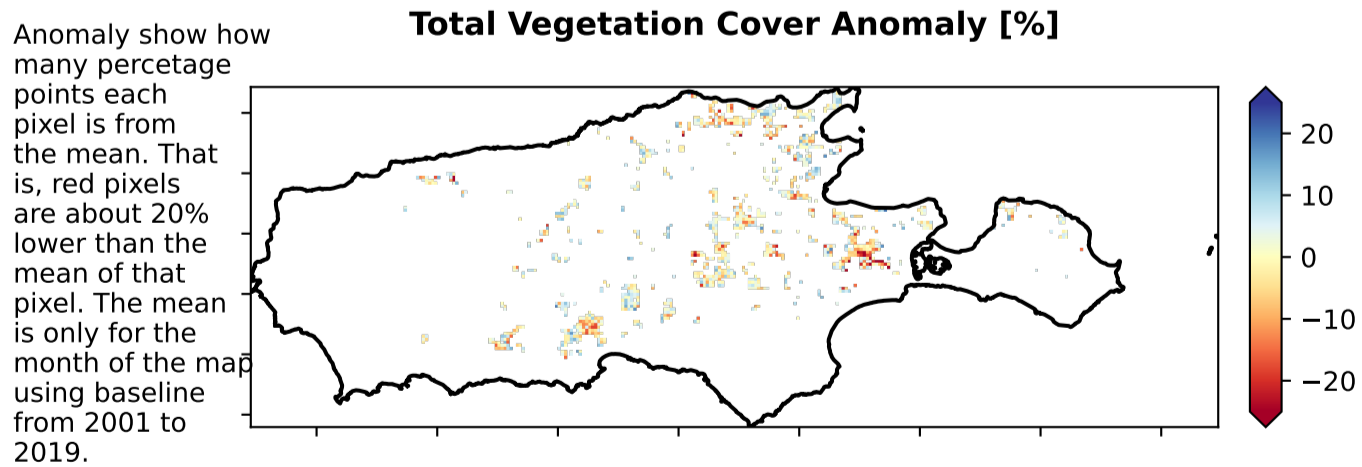 Total Vegetation Cover Anomaly [%]
Anomaly show how
many percetage
points each
pixel is from
the mean. That
is, red pixels
are about 20%
lower than the
mean of that
pixel. The mean
is only for the
month of the map
using baseline
from 2001 to
2019.
20
10
0
−10
−20